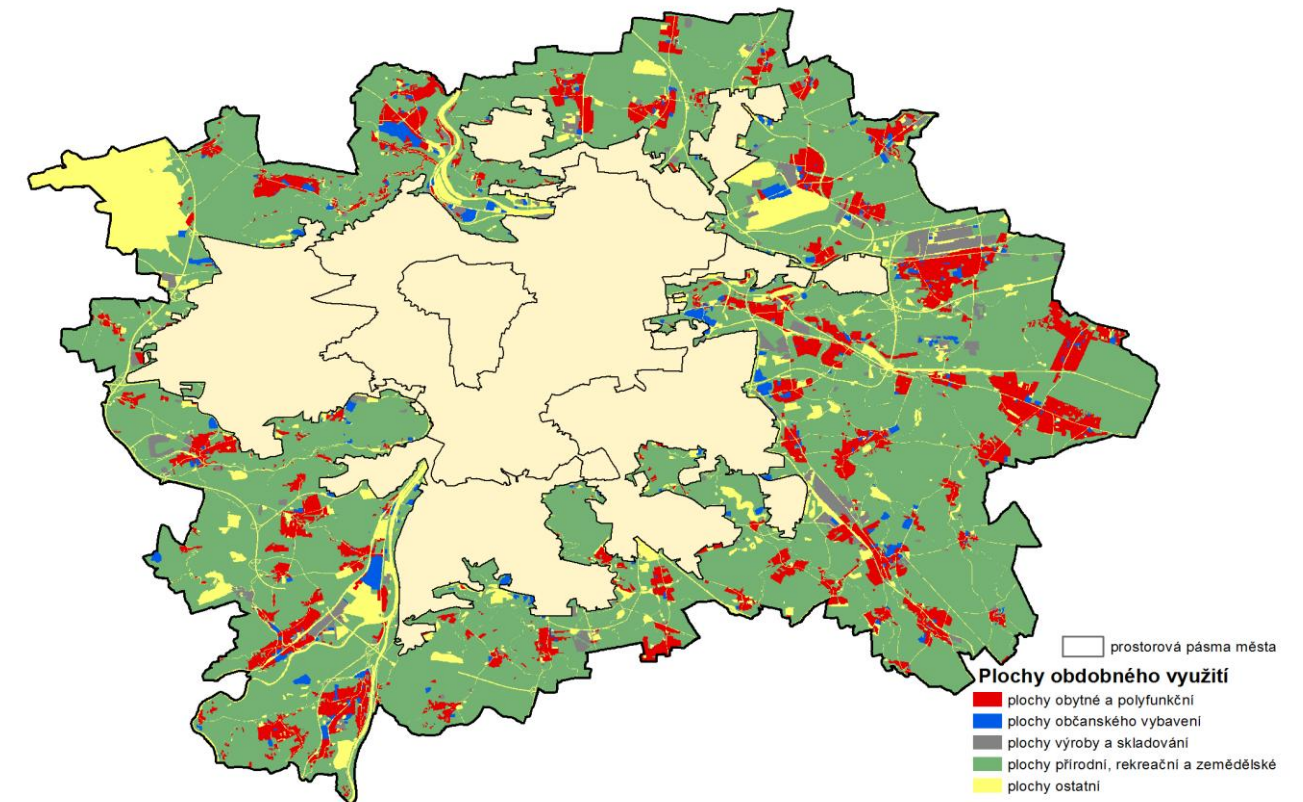 prostorová pásma města
Plochy obdobného využití
plochy obytné a polyfunkční
plochy občanského vybavení
plochy výroby a skladování
plochy přírodní, rekreační a zemědělské
plochy ostatní